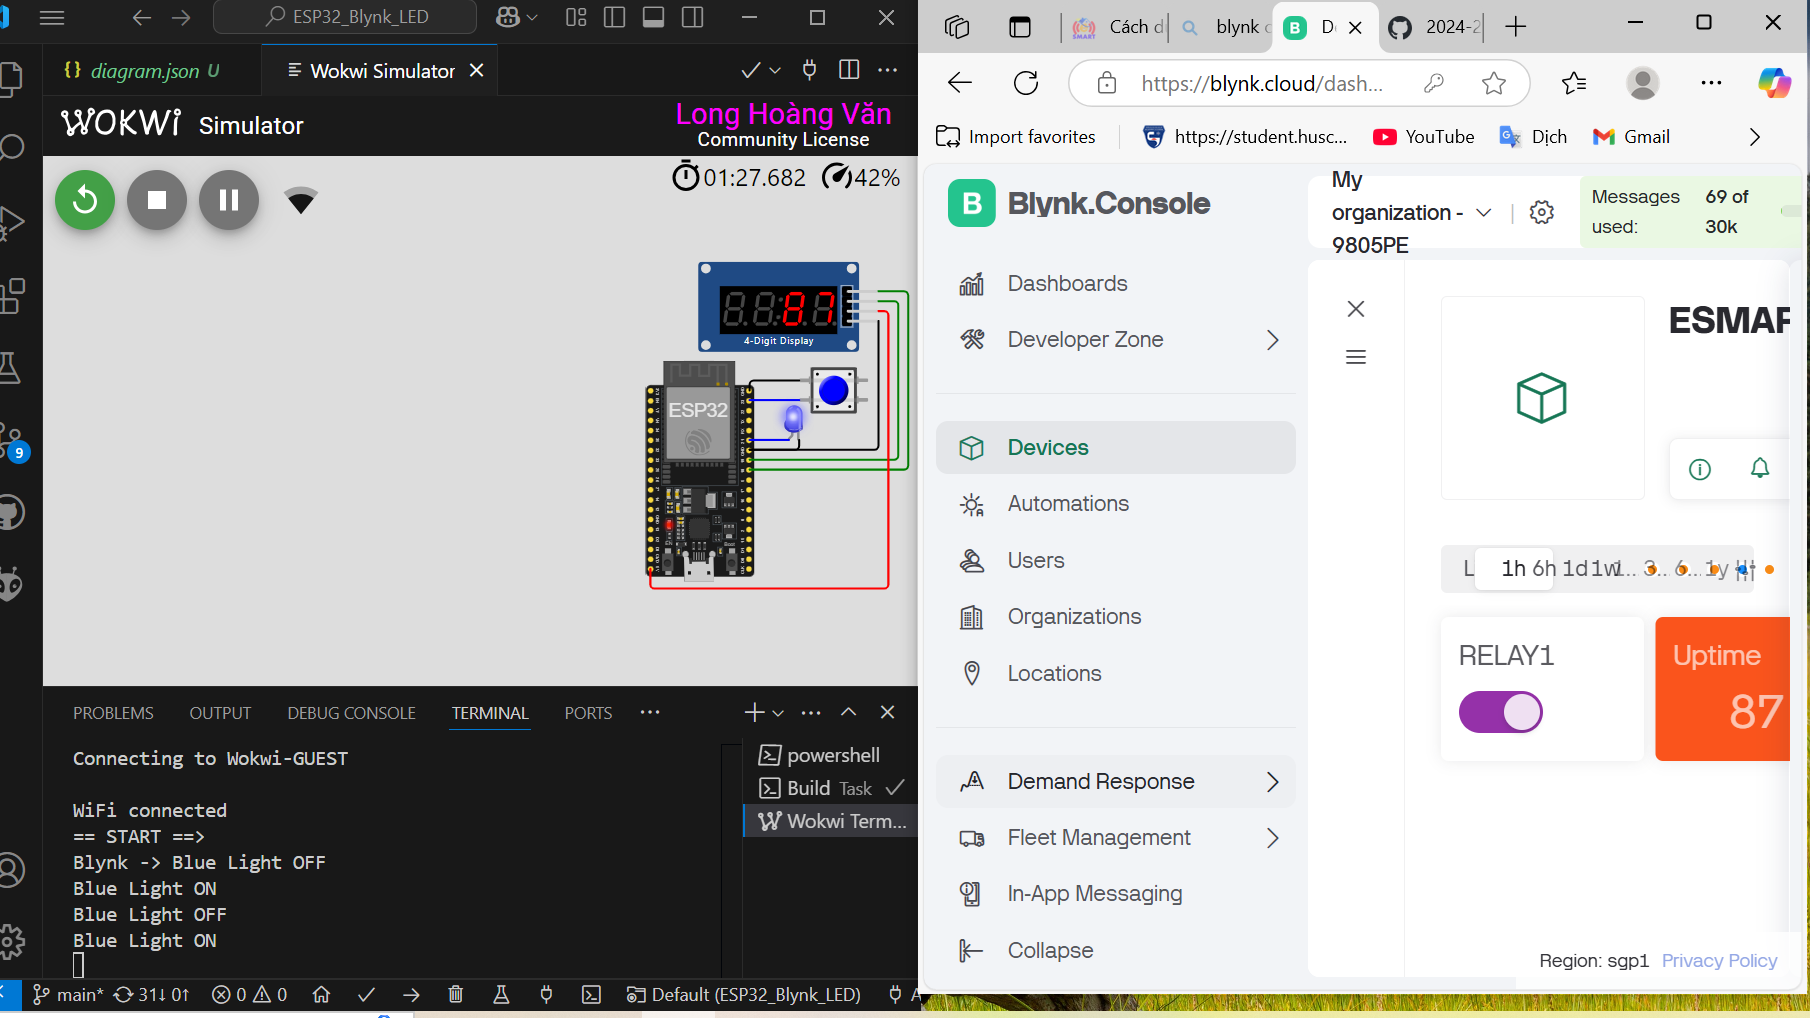 ESP32_Blynk_LED
{} diagram.json U
Wokwi Simulator
WOKWI Simulator
Long Hoàng Văn
Community License
01:27.682
42%
87
4-Digit Display
ESP32
PROBLEMS
OUTPUT
DEBUG CONSOLE
TERMINAL
PORTS
Connecting to Wokwi-GUEST
WiFi connected
== START ==>
Blynk -> Blue Light OFF
Blue Light ON
Blue Light OFF
Blue Light ON
powershell
Build Task
Wokwi Term...
9
main*
31↓ 0↑
0
0
Default (ESP32_Blynk_LED)
A
Cách d
blynk c
D
2024-2
https://blynk.cloud/dash...
Import favorites
https://student.husc...
YouTube
Dịch
Gmail
B
Blynk.Console
My organization - 9805PE
Messages used:
69 of 30k
Dashboards
Developer Zone
Devices
Automations
Users
Organizations
Locations
Demand Response
Fleet Management
In-App Messaging
Collapse
ESMAR
L 1h 6h 1d 1w 1... 3... 6... 1y
RELAY1
Uptime
87
Region: sgp1
Privacy Policy